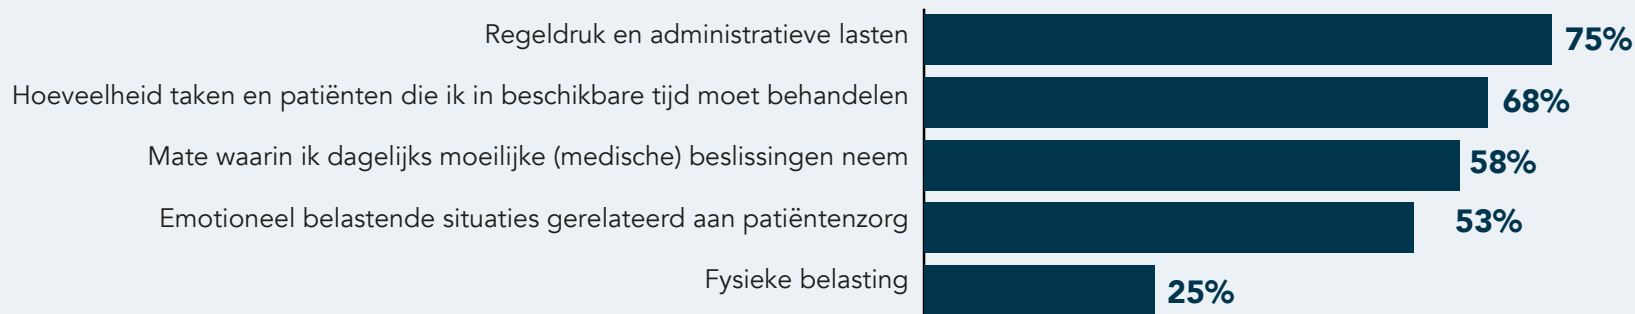 Regeldruk en administratieve lasten 75%
Hoeveelheid taken en patiënten die ik in beschikbare tijd moet behandelen 68%
Mate waarin ik dagelijks moeilijke (medische) beslissingen neem 58%
Emotioneel belastende situaties gerelateerd aan patiëntenzorg 53%
Fysieke belasting 25%